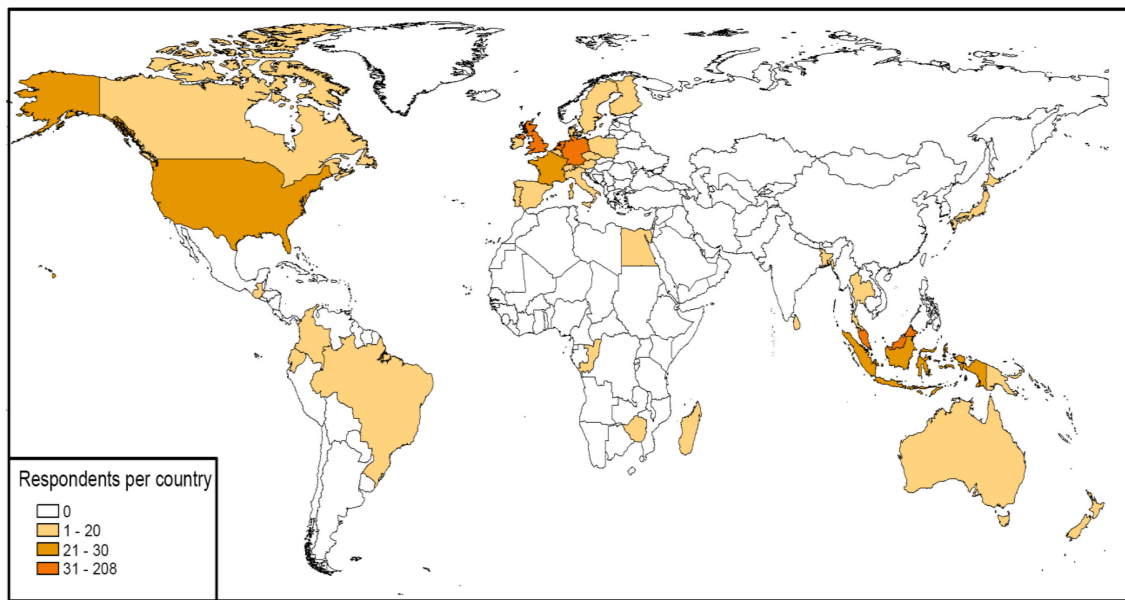 Respondents per country
0
1 - 20
21 - 30
31 - 208